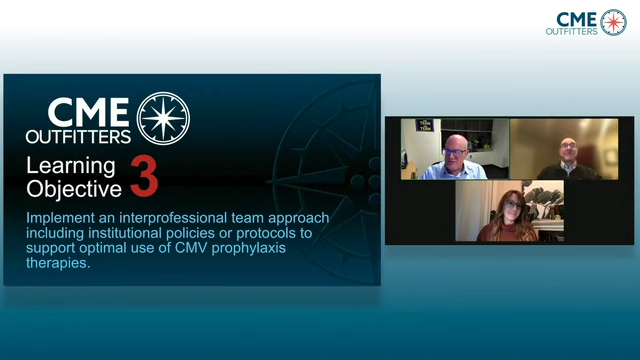 CME
OUTFITTERS
CME
OUTFITTERS
Learning
Objective 3
Implement an interprofessional team approach
including institutional policies or protocols to
support optimal use of CMV prophylaxis
therapies.